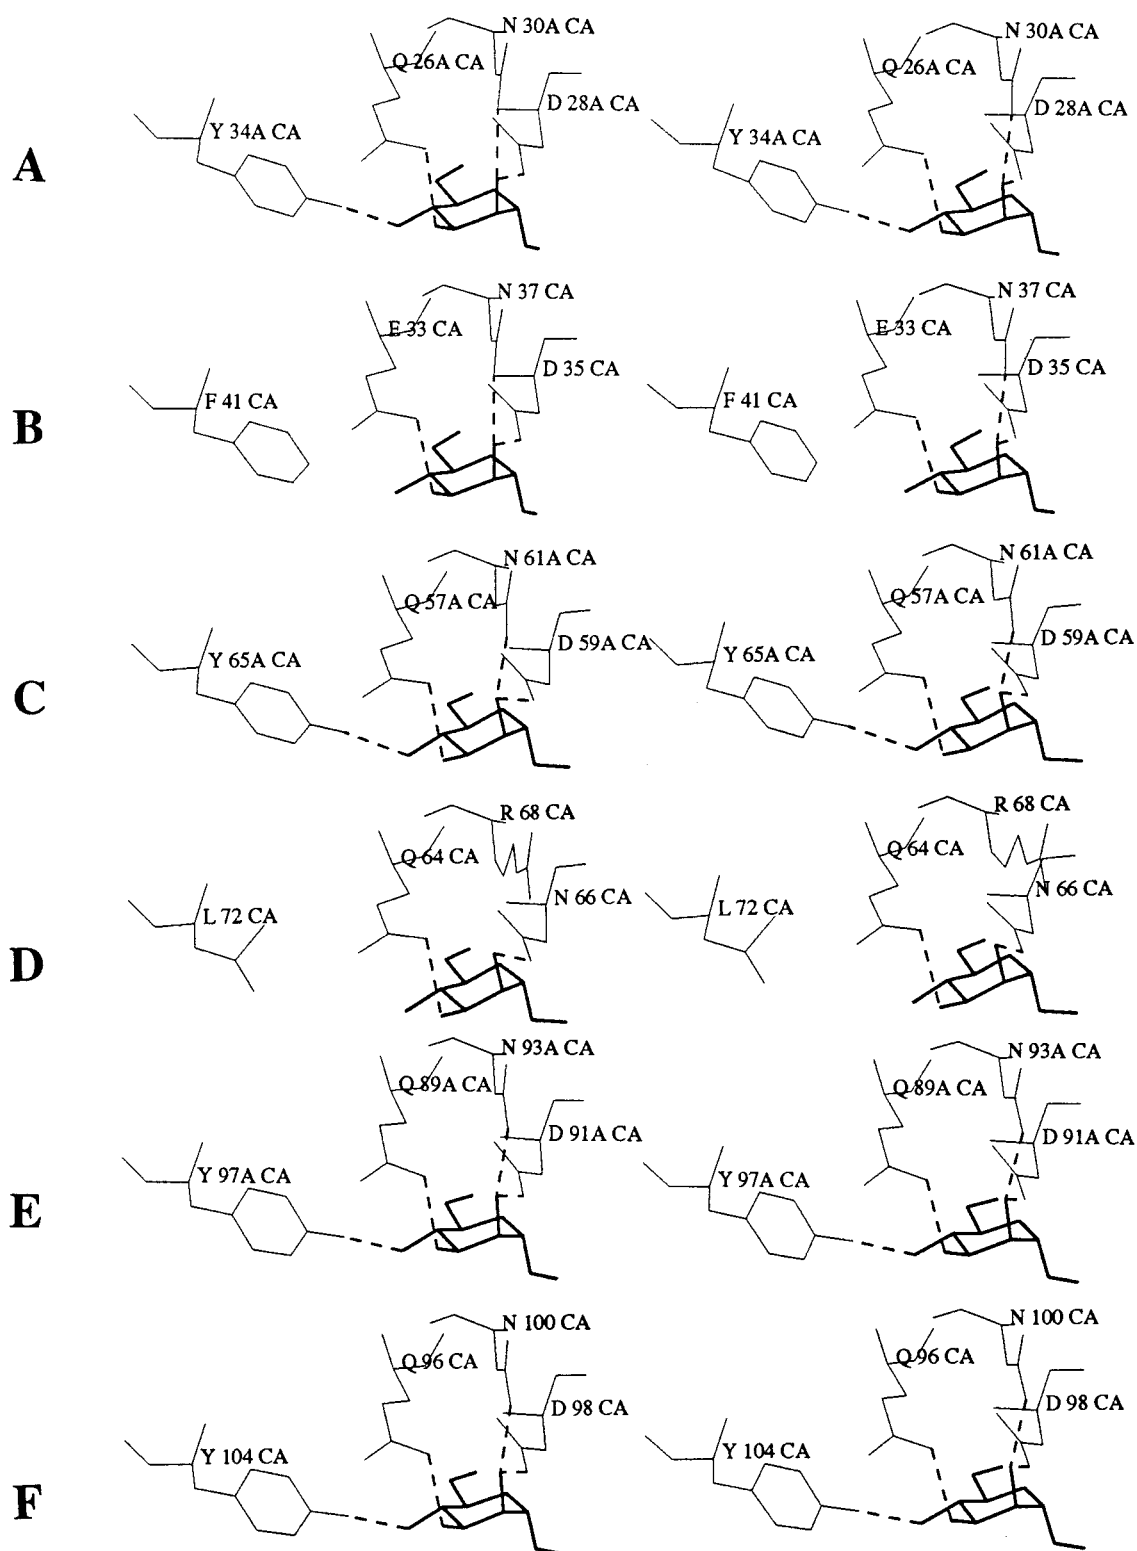 N 30A CA N 30A CA
Q 26A CA Q 26A CA
D 28A CA D 28A CA
Y 34A CA Y 34A CA
A
N 37 CA N 37 CA
E 33 CA E 33 CA
D 35 CA D 35 CA
F 41 CA F 41 CA
B
N 61A CA N 61A CA
Q 57A CA Q 57A CA
D 59A CA D 59A CA
Y 65A CA Y 65A CA
C
R 68 CA R 68 CA
Q 64 CA Q 64 CA
N 66 CA N 66 CA
L 72 CA L 72 CA
D
N 93A CA N 93A CA
Q 89A CA Q 89A CA
D 91A CA D 91A CA
Y 97A CA Y 97A CA
E
N 100 CA N 100 CA
Q 96 CA Q 96 CA
D 98 CA D 98 CA
Y 104 CA Y 104 CA
F